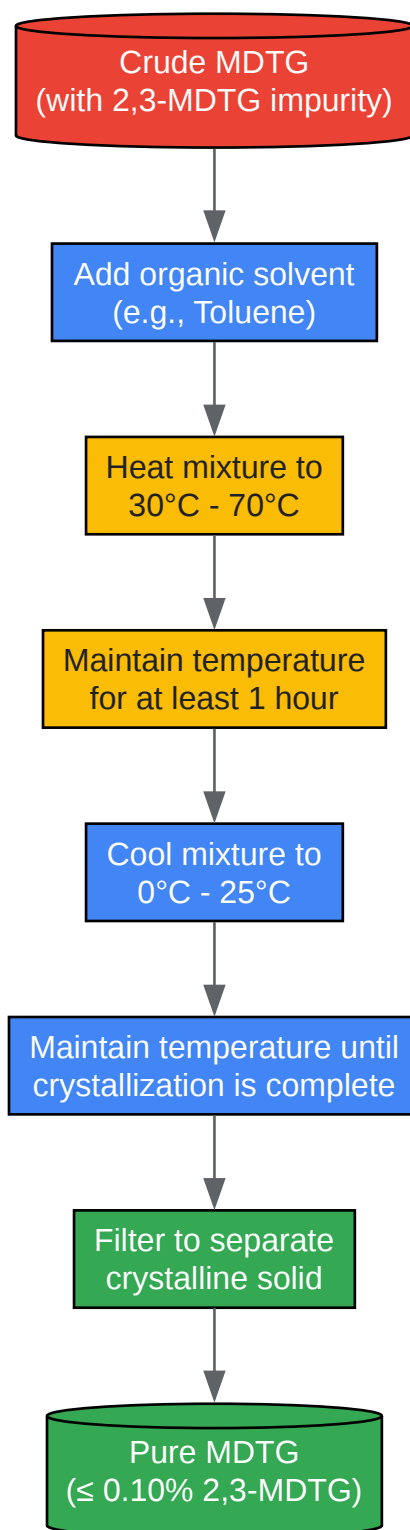 Crude MDTG
(with 2,3-MDTG impurity)
Add organic solvent
(e.g., Toluene)
Heat mixture to
30°C - 70°C
Maintain temperature
for at least 1 hour
Cool mixture to
0°C - 25°C
Maintain temperature until
crystallization is complete
Filter to separate
crystalline solid
Pure MDTG
(≤ 0.10% 2,3-MDTG)